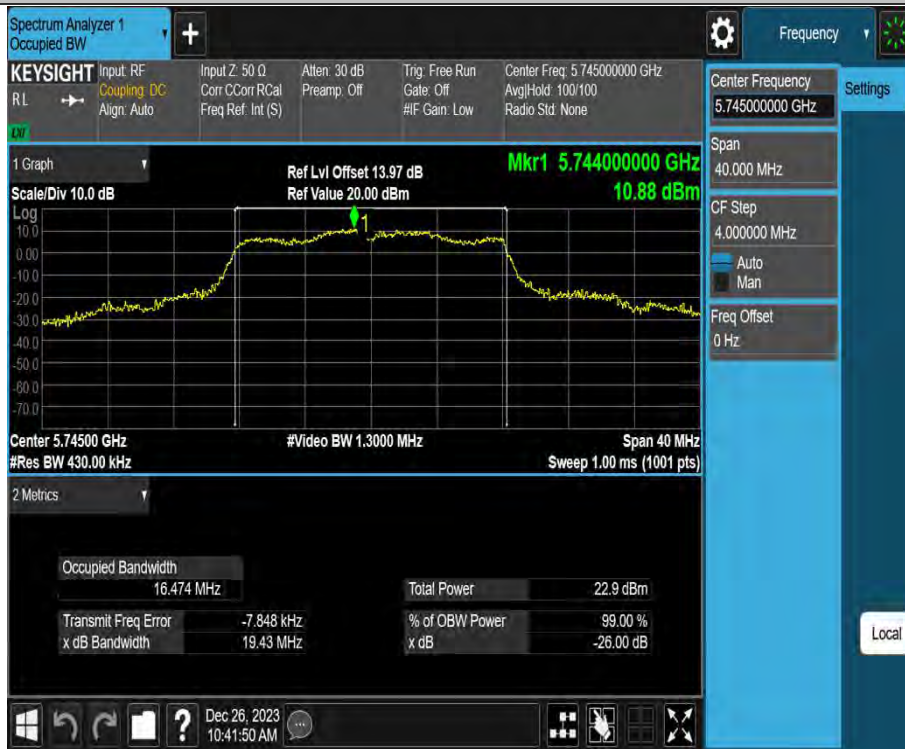 Spectrum Analyzer 1
Occupied BW
+
Frequency
KEYSIGHT
RL
LXI
Input: RF
Coupling: DC
Align: Auto
Input Z: 50 Ω
Corr CCorr RCal
Freq Ref: Int (S)
Atten: 30 dB
Preamp: Off
Trig: Free Run
Gate: Off
#IF Gain: Low
Center Freq: 5.745000000 GHz
Avg|Hold: 100/100
Radio Std: None
Center Frequency
5.745000000 GHz
Settings
Span
40.000 MHz
CF Step
4.000000 MHz
Auto
Man
Freq Offset
0 Hz
1 Graph
Scale/Div 10.0 dB
Ref Lvl Offset 13.97 dB
Ref Value 20.00 dBm
Mkr1 5.744000000 GHz
10.88 dBm
Log
10.0
0.00
-10.0
-20.0
-30.0
-40.0
-50.0
-60.0
-70.0
1
Center 5.74500 GHz
#Res BW 430.00 kHz
#Video BW 1.3000 MHz
Span 40 MHz
Sweep 1.00 ms (1001 pts)
2 Metrics
Occupied Bandwidth
16.474 MHz
Total Power 22.9 dBm
Transmit Freq Error -7.848 kHz
% of OBW Power 99.00 %
x dB Bandwidth 19.43 MHz
x dB -26.00 dB
Local
?
Dec 26, 2023
10:41:50 AM